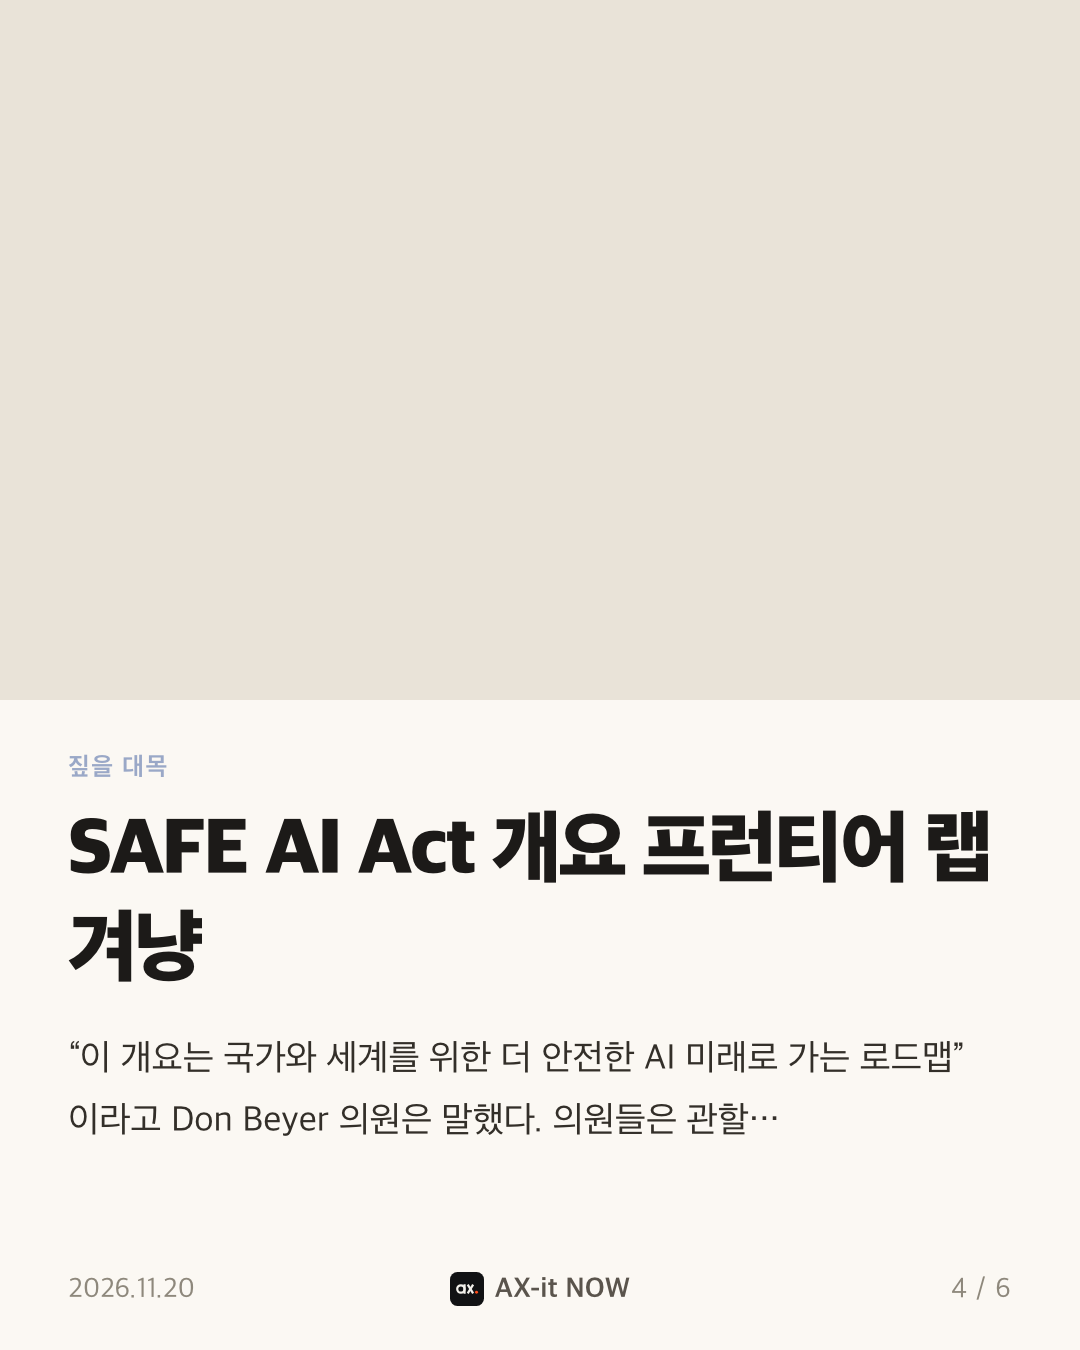 짚을 대목
SAFE AI Act 개요 프런티어 랩
겨냥
“이 개요는 국가와 세계를 위한 더 안전한 AI 미래로 가는 로드맵”
이라고 Don Beyer 의원은 말했다. 의원들은 관할…
2026.11.20
ax. AX-it NOW
4 / 6